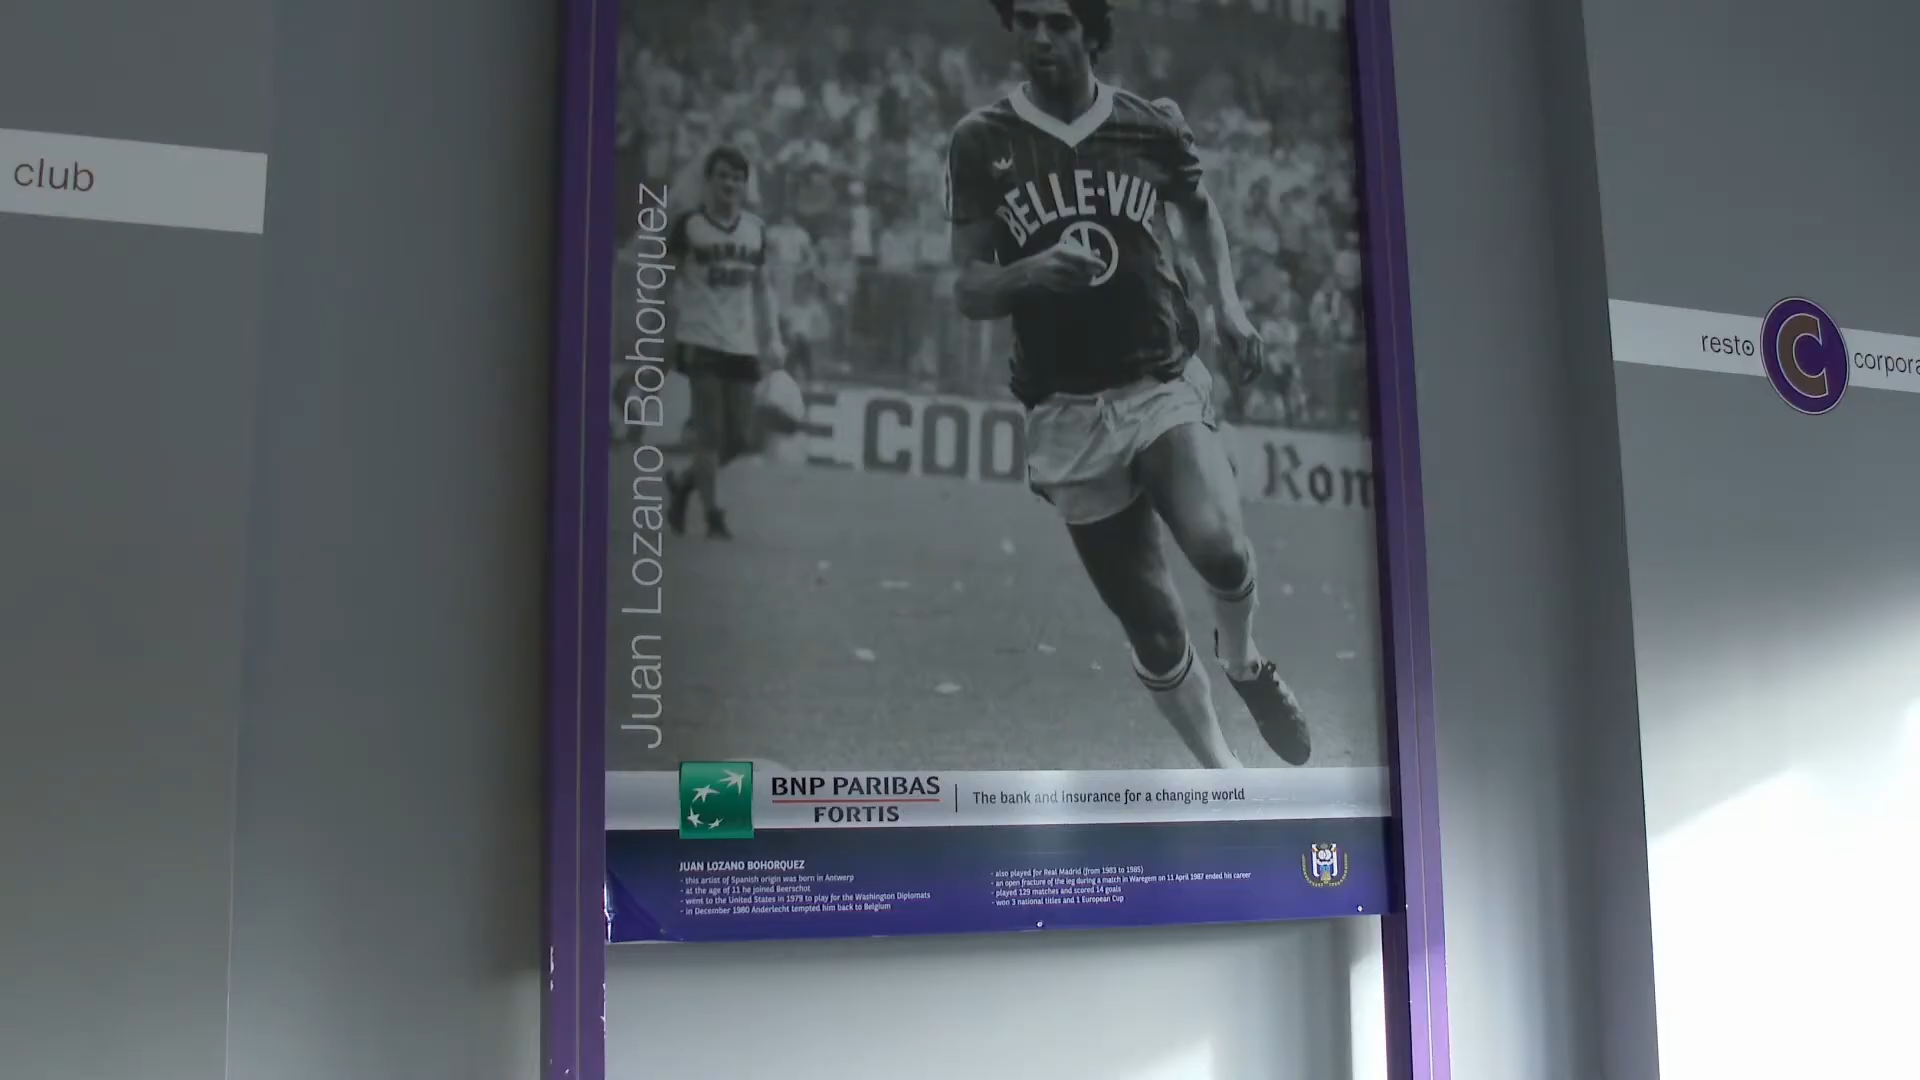 club
Juan Lozano Bohorquez
BELLE-VUE
COO
Rom
resto C corpora
BNP PARIBAS
FORTIS
The bank and insurance for a changing world
JUAN LOZANO BOHORQUEZ
- this artist of Spanish origin was born in Antwerp
- at the age of 11 he joined Beerschot
- went to the United States in 1979 to play for the Washington Diplomats
- in December 1980 Anderlecht tempted him back to Belgium
- also played for Real Madrid (from 1983 to 1985)
- an open fracture of the leg during a match in Waregem on 11 April 1987 ended his career
- played 129 matches and scored 14 goals
- won 3 national titles and 1 European Cup